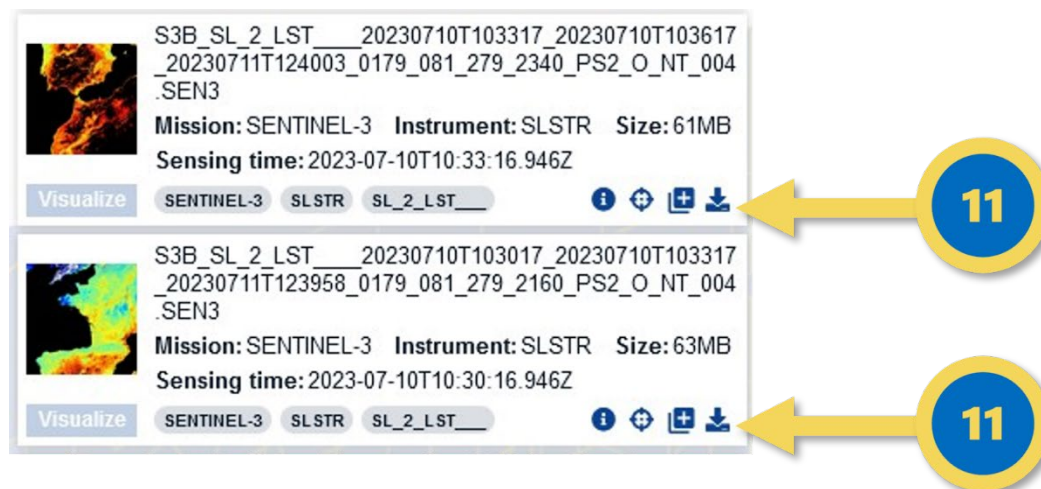 S3B_SL_2_LST____20230710T103317_20230710T103617
_20230711T124003_0179_081_279_2340_PS2_O_NT_004
.SEN3
Mission: SENTINEL-3 Instrument: SLSTR Size: 61MB
Sensing time: 2023-07-10T10:33:16.946Z
Visualize SENTINEL-3 SLSTR SL_2_LST___
11
S3B_SL_2_LST____20230710T103017_20230710T103317
_20230711T123958_0179_081_279_2160_PS2_O_NT_004
.SEN3
Mission: SENTINEL-3 Instrument: SLSTR Size: 63MB
Sensing time: 2023-07-10T10:30:16.946Z
Visualize SENTINEL-3 SLSTR SL_2_LST___
11